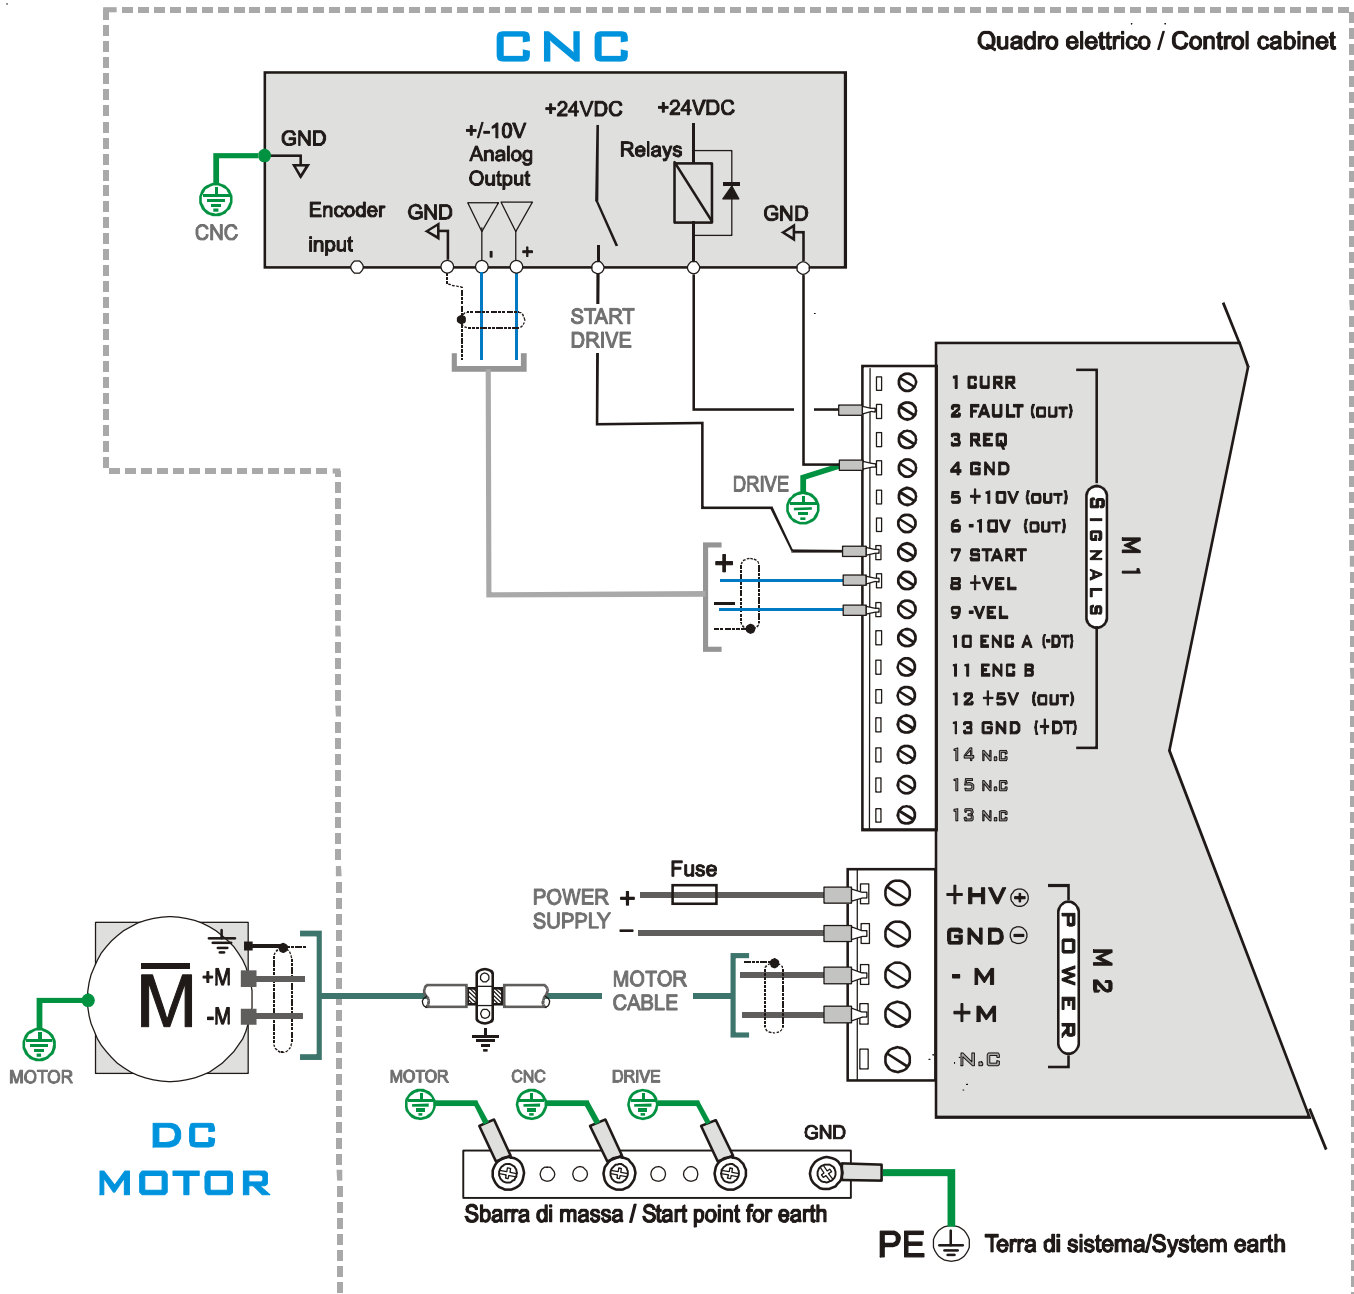 CNC
Quadro elettrico / Control cabinet
+24VDC
+24VDC
GND
+/-10V
Analog
Output
Relays
Encoder
input
GND
GND
- +
CNC
START
DRIVE
DRIVE
1 CURR
2 FAULT (OUT)
3 REQ
4 GND
5 +10V (OUT)
6 -10V (OUT)
7 START
8 +VEL
9 -VEL
10 ENC A (-DT)
11 ENC B
12 +5V (OUT)
13 GND (+DT)
14 N.C
15 N.C
13 N.C
SIGNALS
M 1
+
−
Fuse
POWER
SUPPLY
+
−
+HV +
GND −
- M
+M
N.C
POWER
M 2
MOTOR
CABLE
M
+M
-M
MOTOR
DC
MOTOR
MOTOR
CNC
DRIVE
GND
Sbarra di massa / Start point for earth
PE
Terra di sistema/System earth